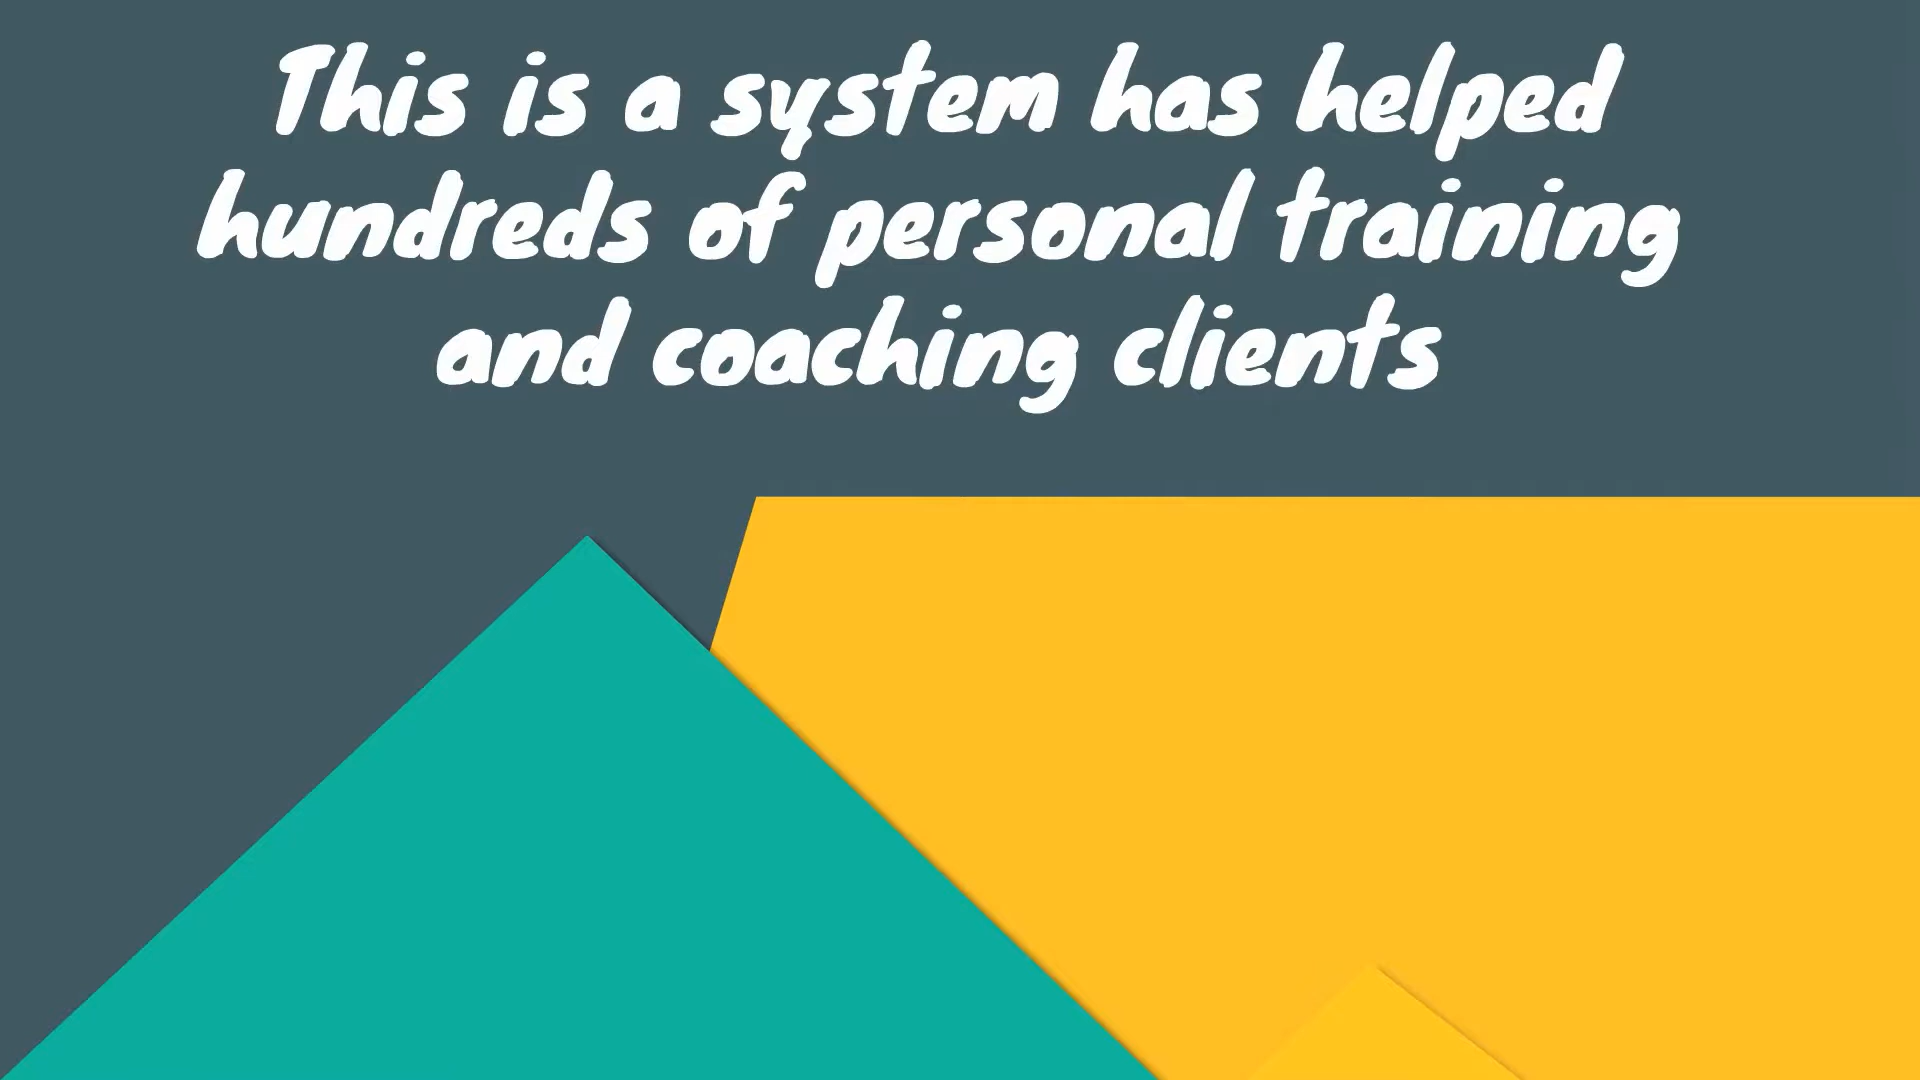 This is a system has helped
hundreds of personal training
and coaching clients